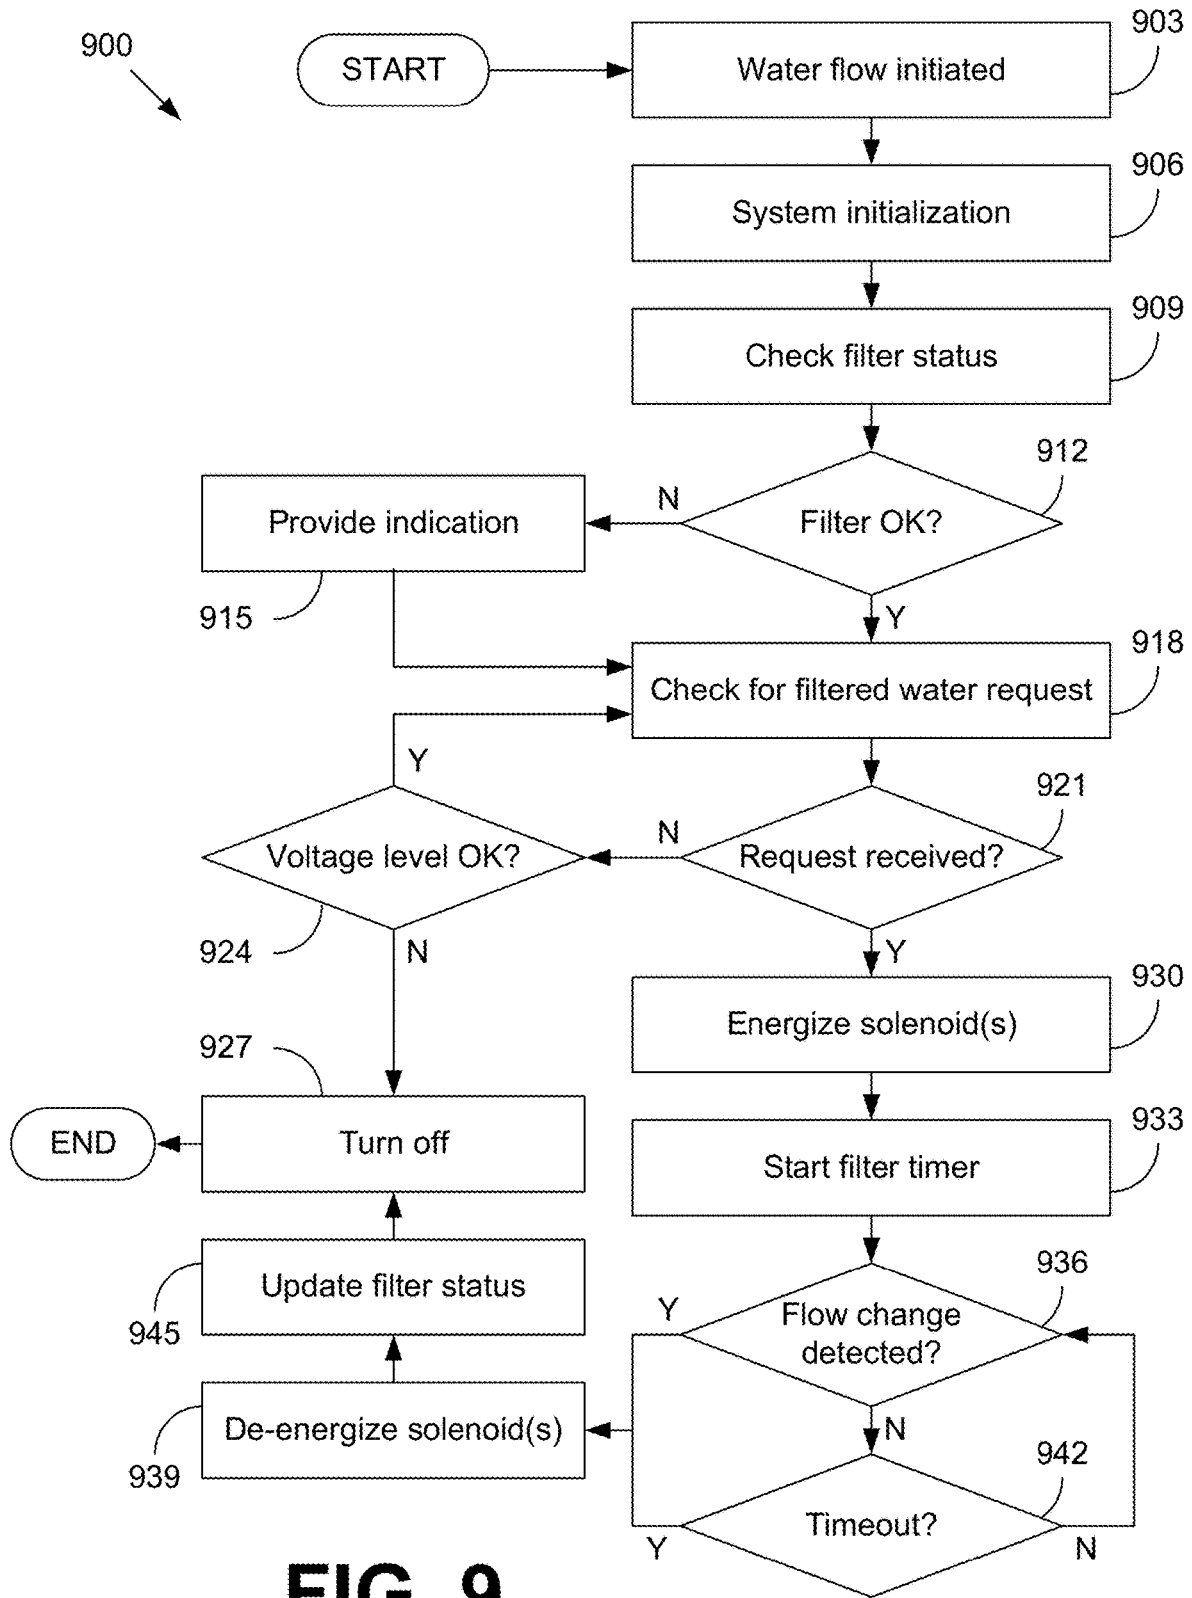 900
START
Water flow initiated
903
System initialization
906
Check filter status
909
Filter OK?
912
N
Y
Provide indication
915
Check for filtered water request
918
Request received?
921
N
Y
Voltage level OK?
924
Y
N
927
Turn off
END
Energize solenoid(s)
930
Start filter timer
933
Flow change
detected?
936
Y
N
Timeout?
942
Y
N
De-energize solenoid(s)
939
Update filter status
945
FIG. 9